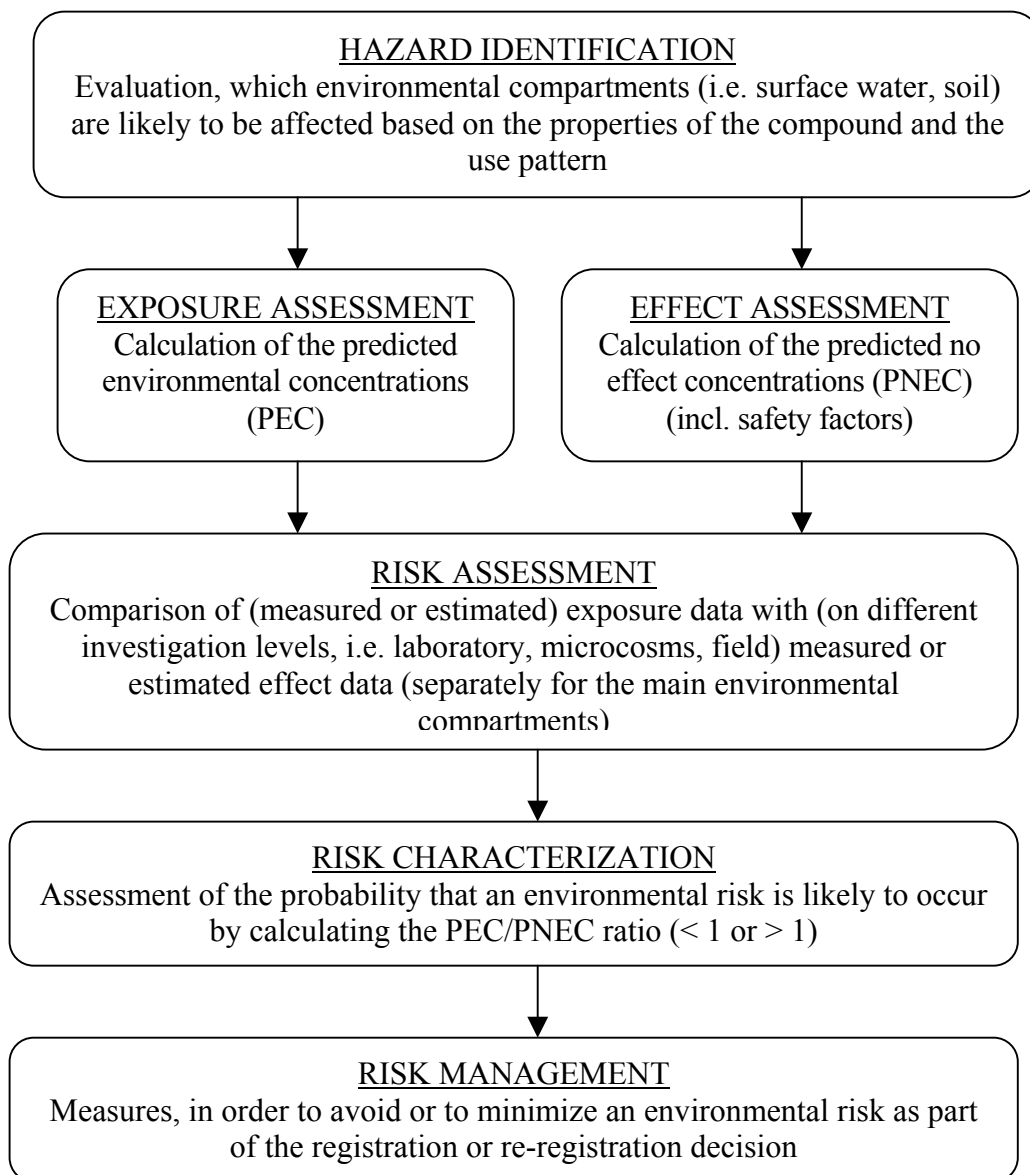 HAZARD IDENTIFICATION
Evaluation, which environmental compartments (i.e. surface water, soil)
are likely to be affected based on the properties of the compound and the
use pattern
EXPOSURE ASSESSMENT
Calculation of the predicted
environmental concentrations
(PEC)
EFFECT ASSESSMENT
Calculation of the predicted no
effect concentrations (PNEC)
(incl. safety factors)
RISK ASSESSMENT
Comparison of (measured or estimated) exposure data with (on different
investigation levels, i.e. laboratory, microcosms, field) measured or
estimated effect data (separately for the main environmental
compartments)
RISK CHARACTERIZATION
Assessment of the probability that an environmental risk is likely to occur
by calculating the PEC/PNEC ratio (< 1 or > 1)
RISK MANAGEMENT
Measures, in order to avoid or to minimize an environmental risk as part
of the registration or re-registration decision